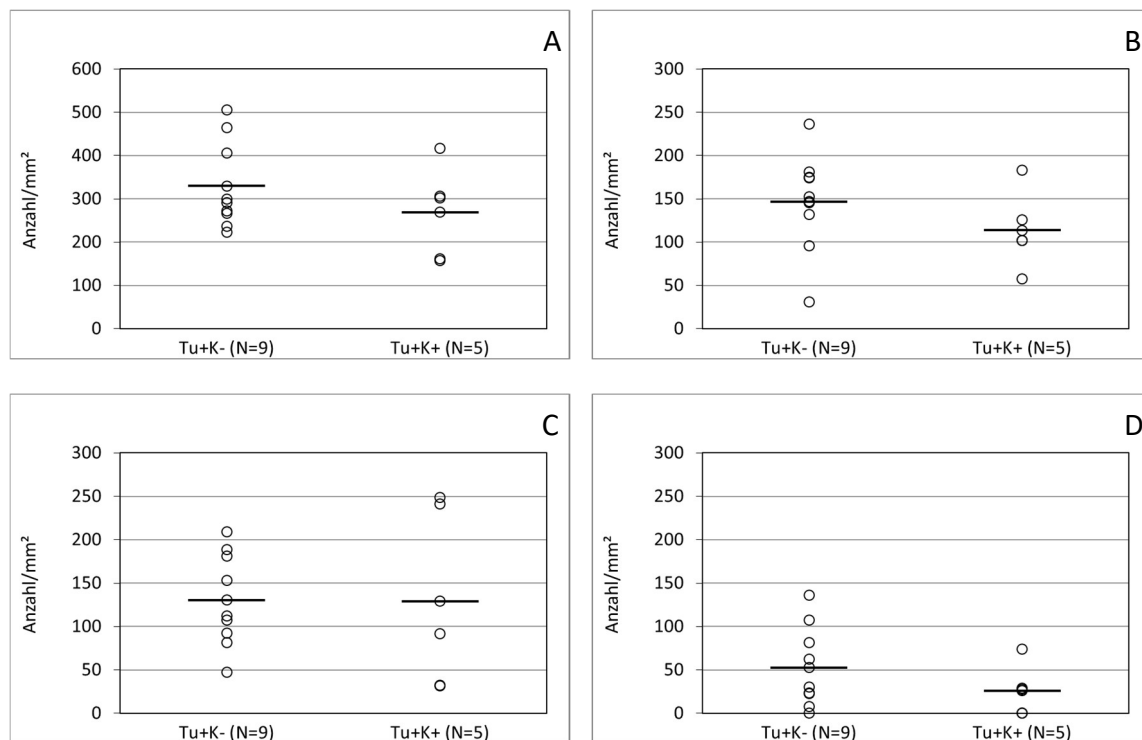 A
600
500
400
300
200
100
0
Anzahl/mm²
Tu+K- (N=9) Tu+K+ (N=5)
B
300
250
200
150
100
50
0
Anzahl/mm²
Tu+K- (N=9) Tu+K+ (N=5)
C
300
250
200
150
100
50
0
Anzahl/mm²
Tu+K- (N=9) Tu+K+ (N=5)
D
300
250
200
150
100
50
0
Anzahl/mm²
Tu+K- (N=9) Tu+K+ (N=5)